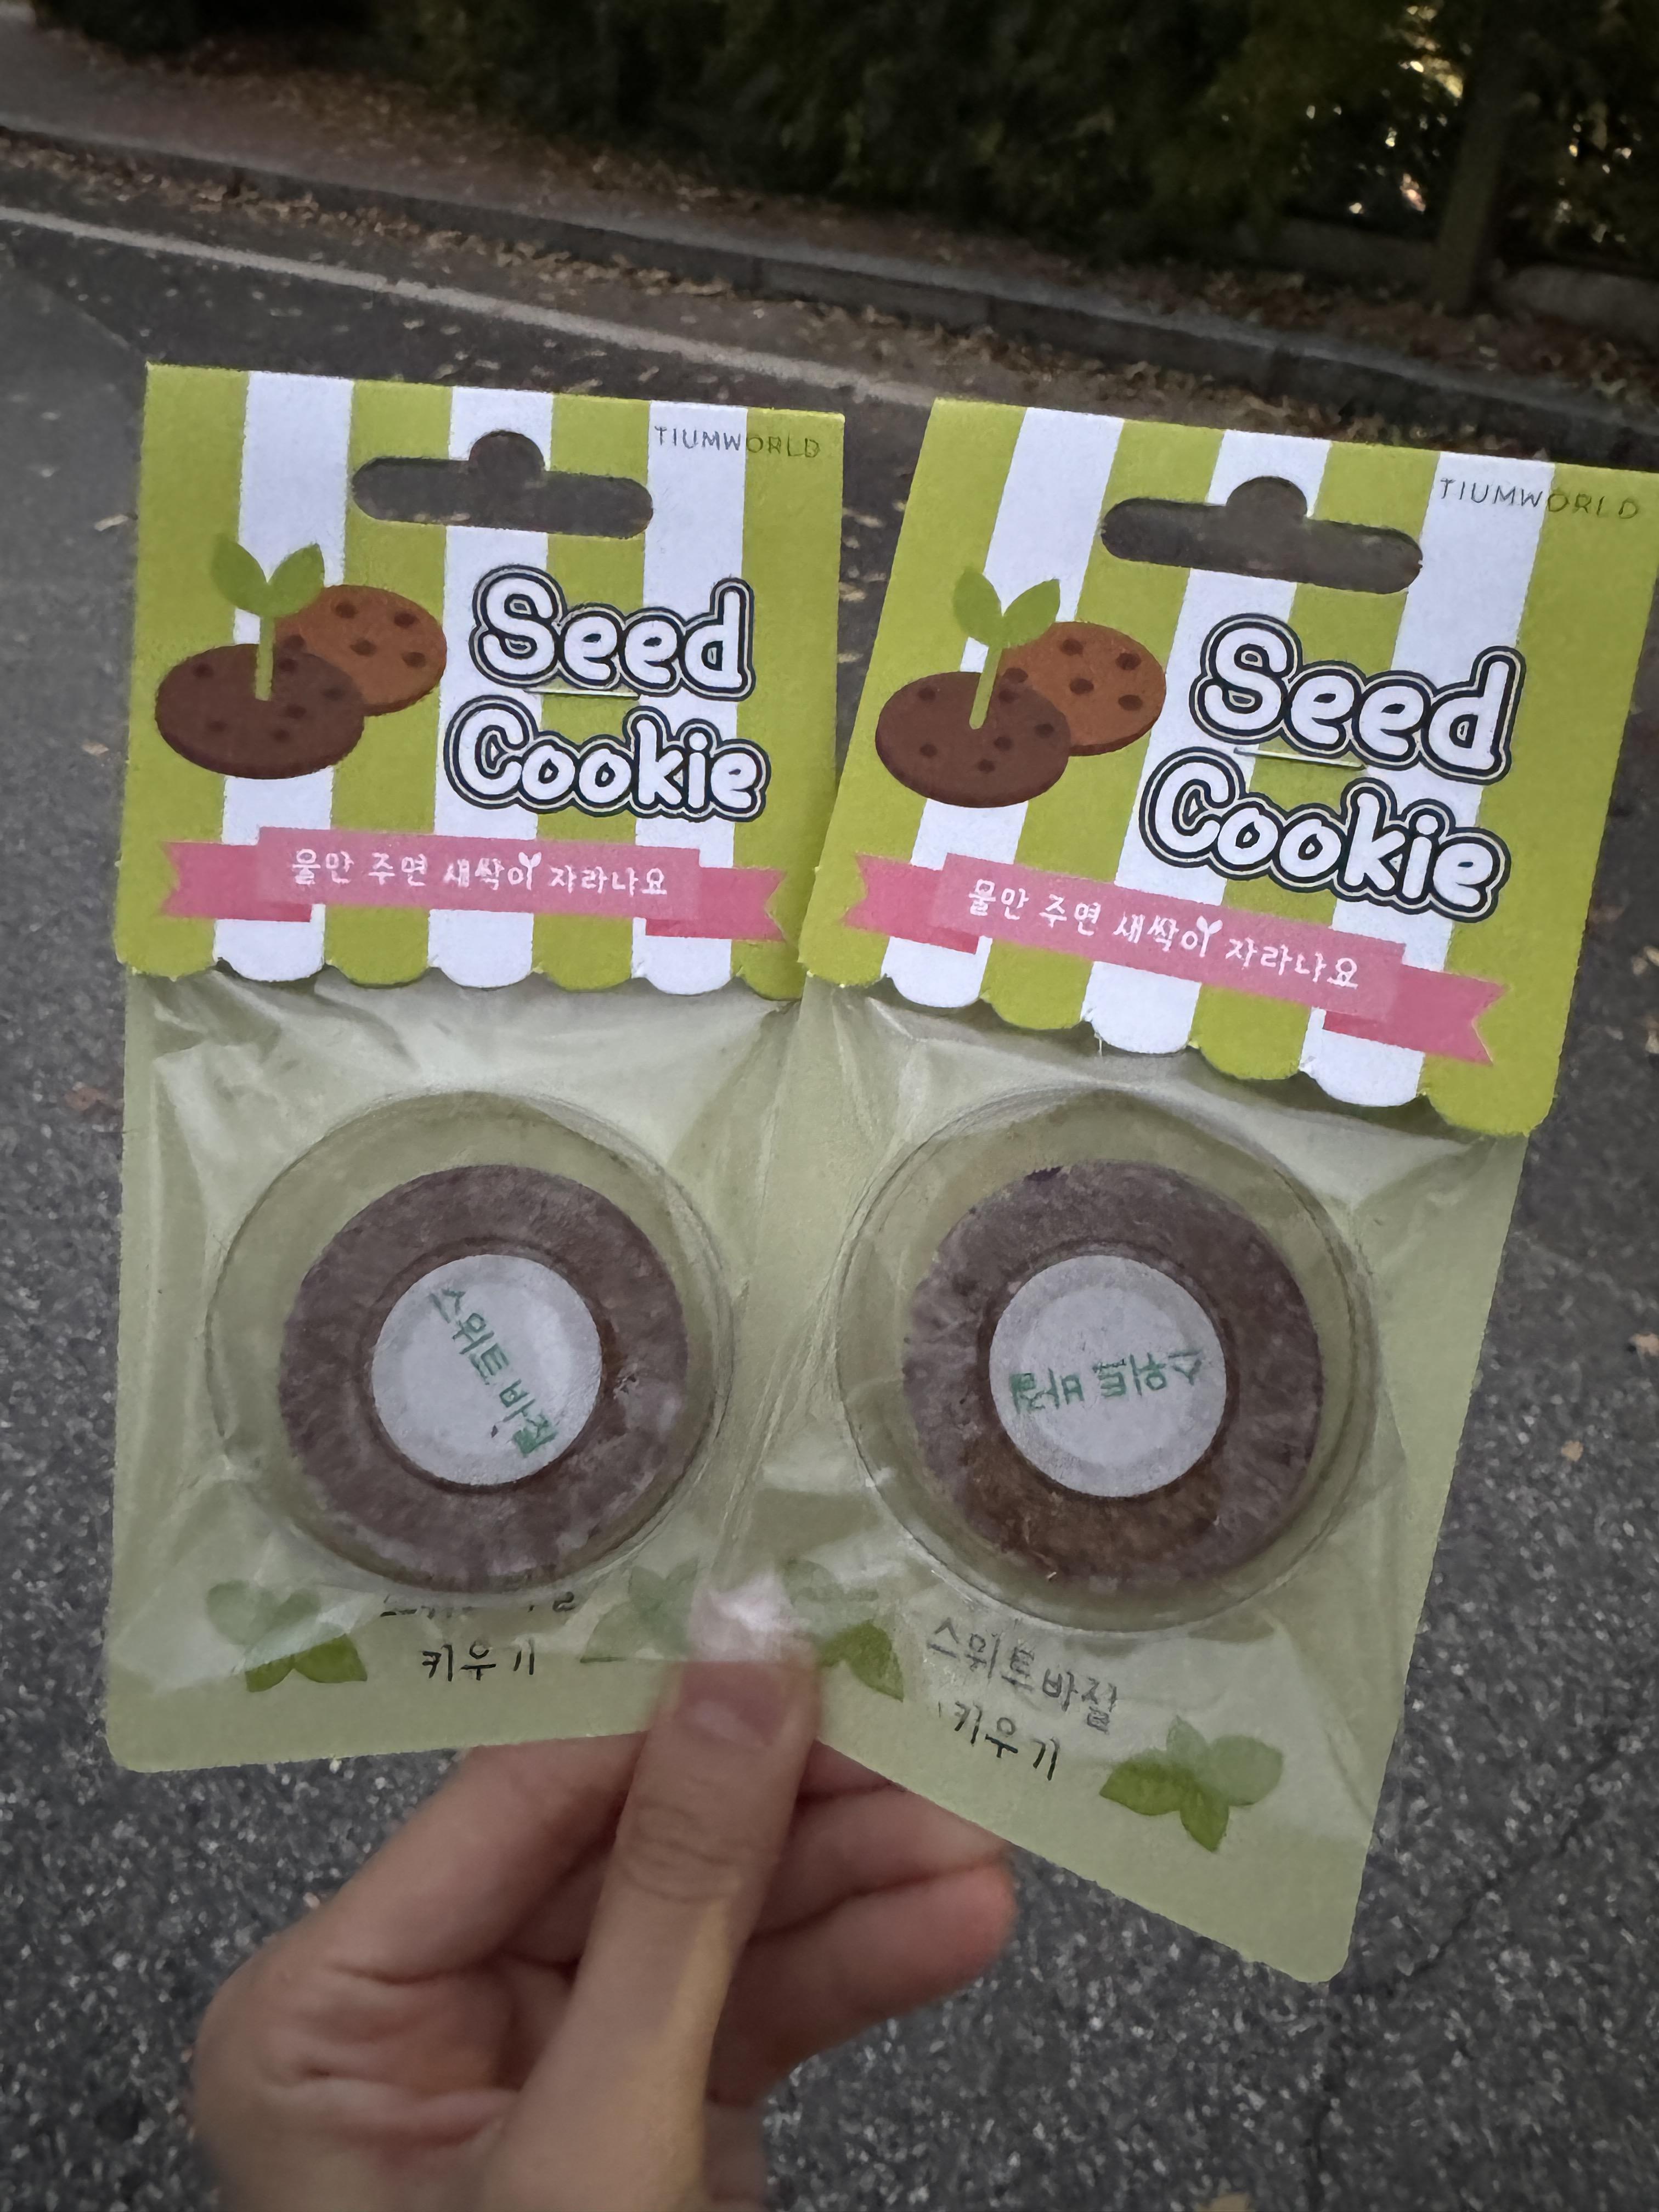 TIUMWORLD
Seed
Cookie
물만 주면 새싹이 자라나요
스위트 바질
키우기
TIUMWORLD
Seed
Cookie
물만 주면 새싹이 자라나요
스위트 바질
스위트바질
키우기